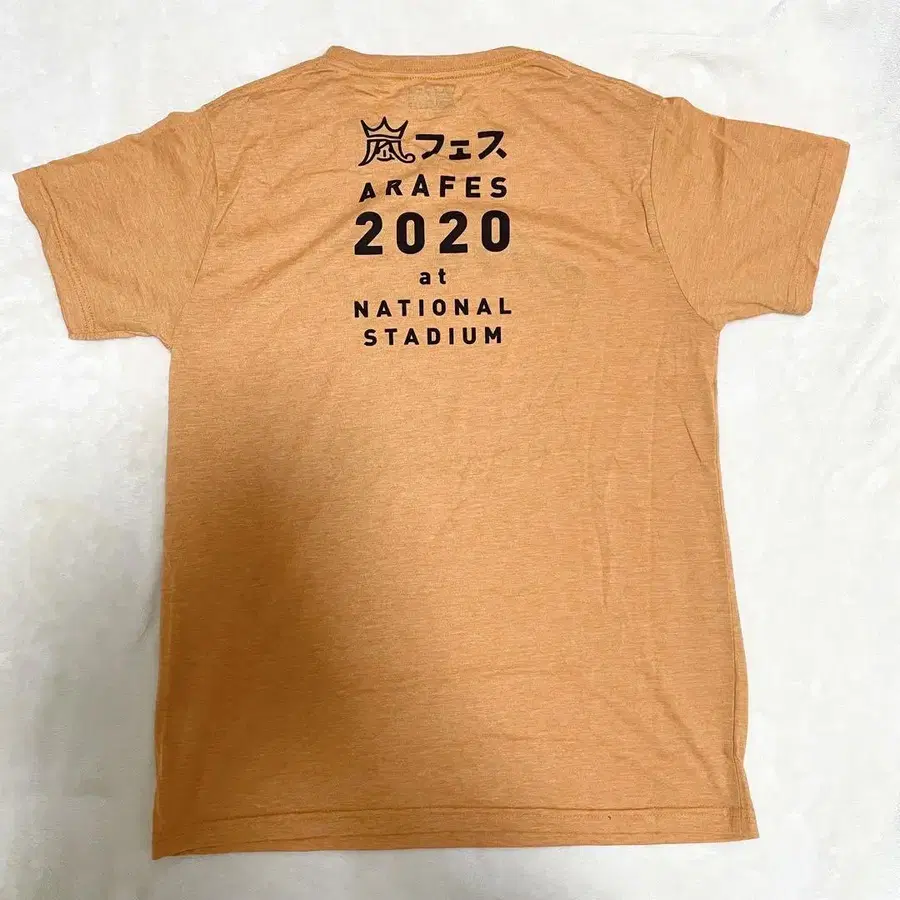 嵐フェス
ARAFES
2020
at
NATIONAL
STADIUM